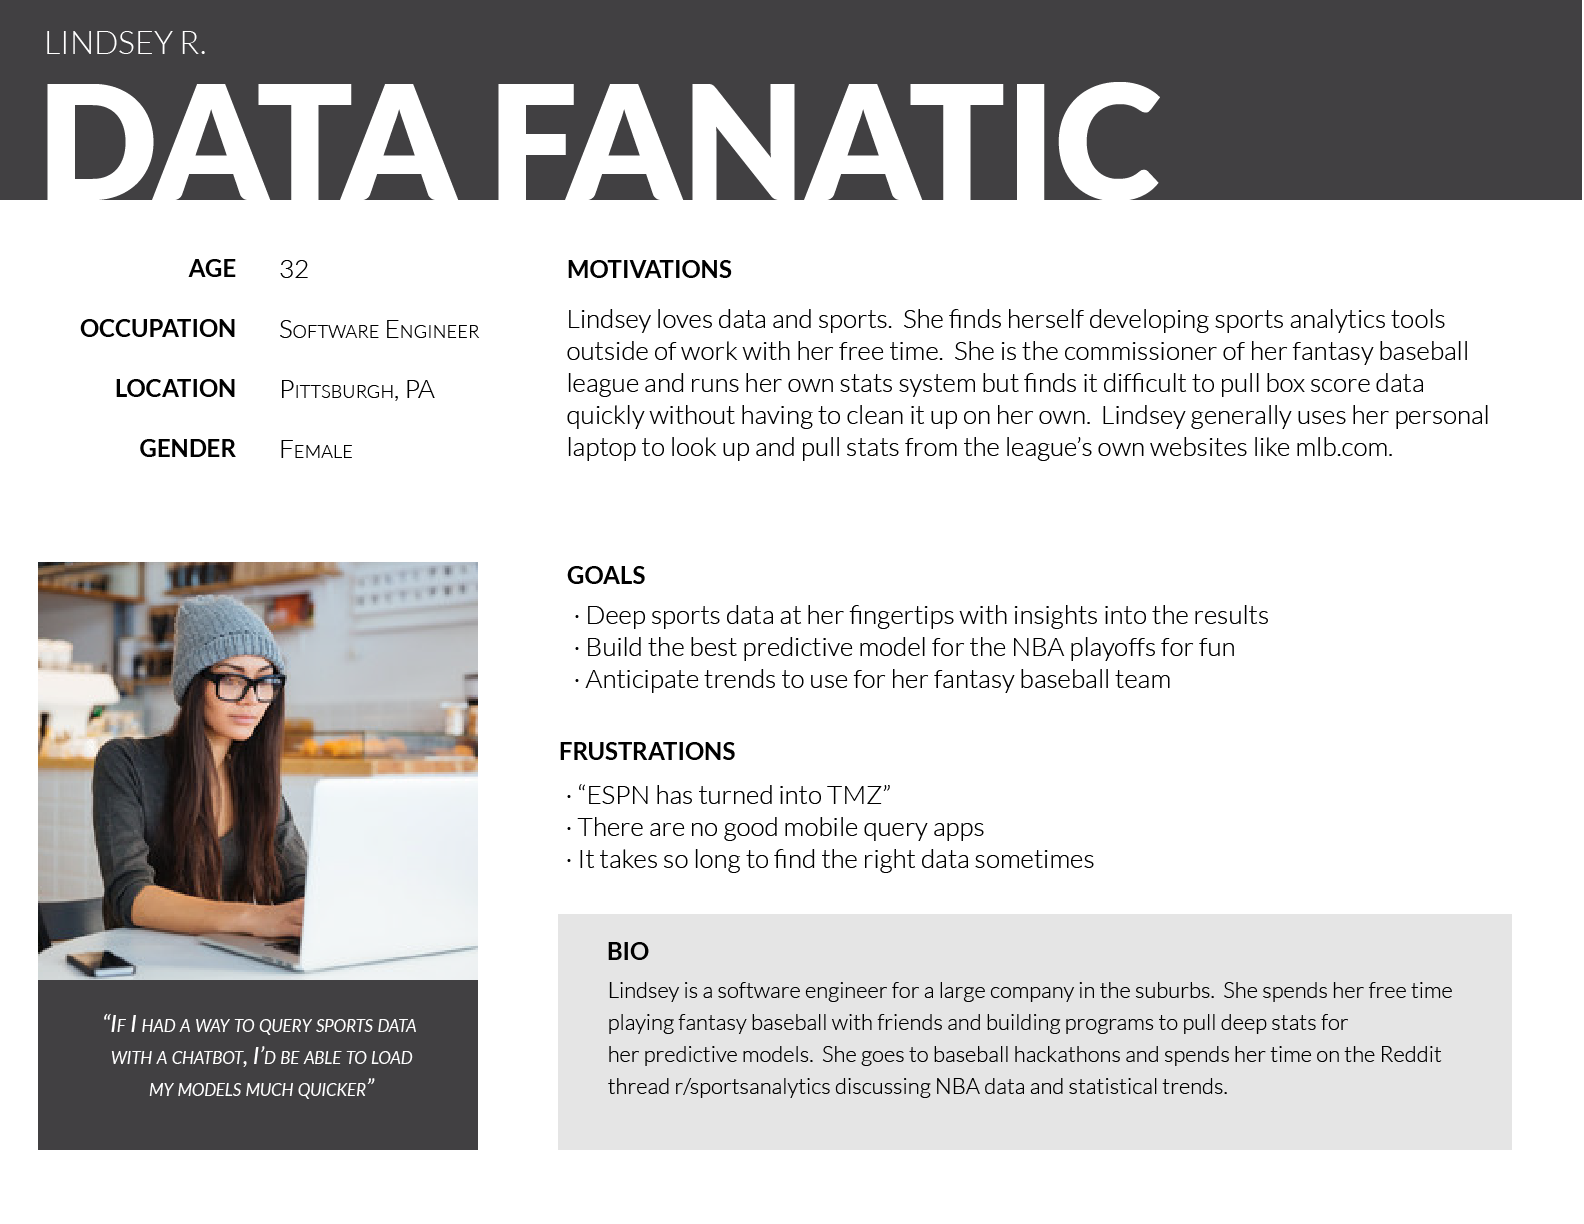 LINDSEY R.
DATA FANATIC
AGE 32
OCCUPATION Software Engineer
LOCATION Pittsburgh, PA
GENDER Female
MOTIVATIONS
Lindsey loves data and sports.  She finds herself developing sports analytics tools
outside of work with her free time.  She is the commissioner of her fantasy baseball
league and runs her own stats system but finds it difficult to pull box score data
quickly without having to clean it up on her own.  Lindsey generally uses her personal
laptop to look up and pull stats from the league’s own websites like mlb.com.
GOALS
· Deep sports data at her fingertips with insights into the results
· Build the best predictive model for the NBA playoffs for fun
· Anticipate trends to use for her fantasy baseball team
FRUSTRATIONS
· “ESPN has turned into TMZ”
· There are no good mobile query apps
· It takes so long to find the right data sometimes
“If I had a way to query sports data
with a chatbot, I’d be able to load
my models much quicker”
BIO
Lindsey is a software engineer for a large company in the suburbs.  She spends her free time
playing fantasy baseball with friends and building programs to pull deep stats for
her predictive models.  She goes to baseball hackathons and spends her time on the Reddit
thread r/sportsanalytics discussing NBA data and statistical trends.